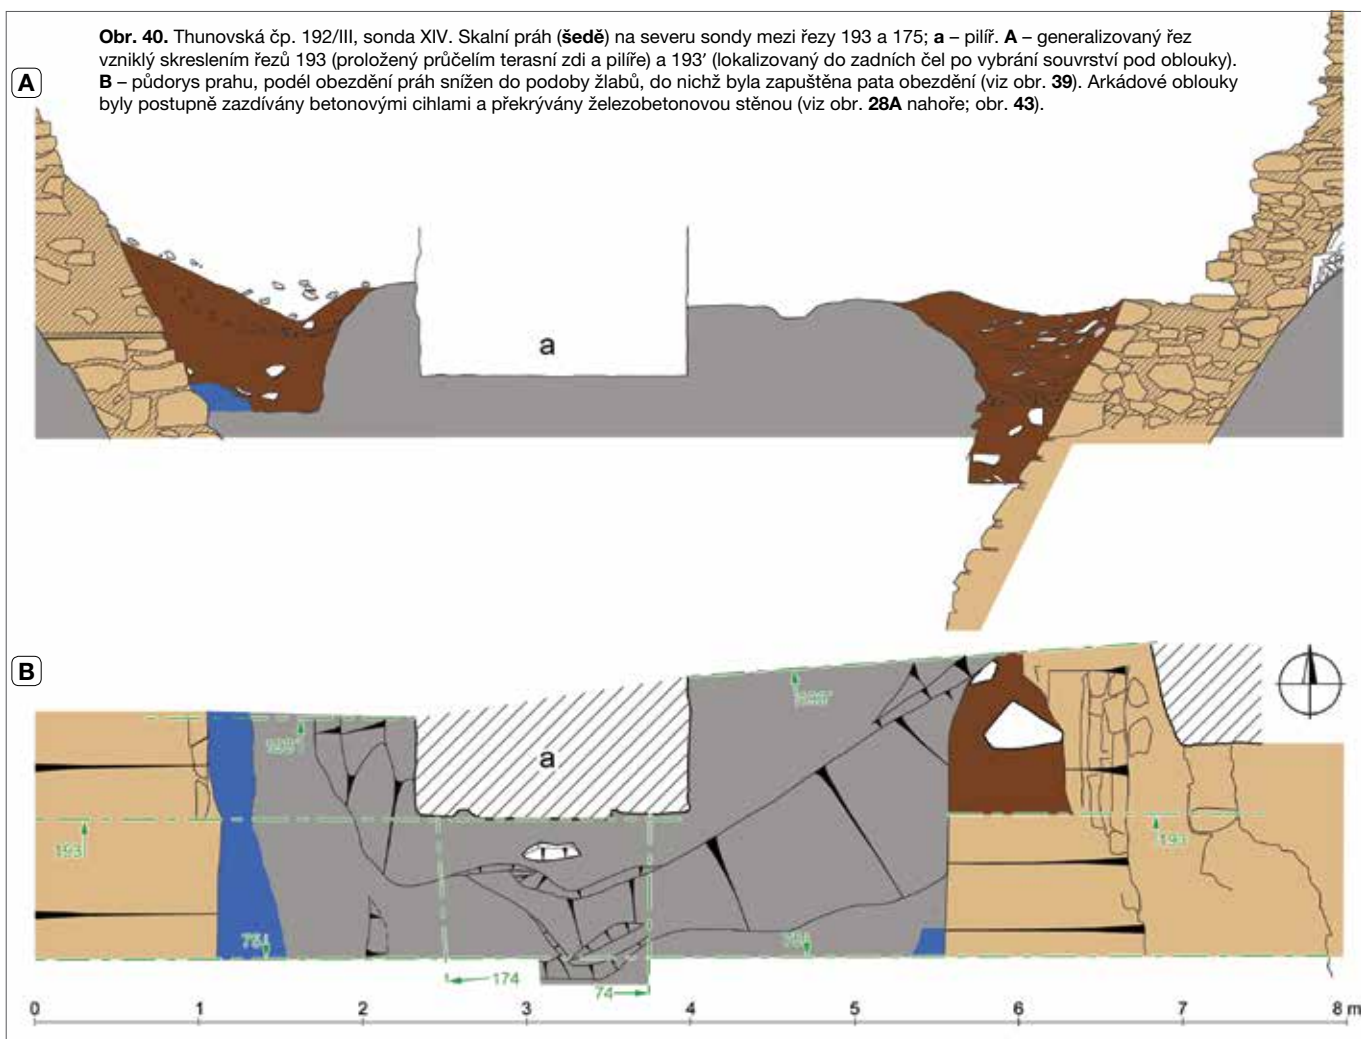 Obr. 40. Thunovská čp. 192/III, sonda XIV. Skalní práh (šedě) na severu sondy mezi řezy 193 a 175; a – pilíř. A – generalizovaný řez
vzniklý skreslením řezů 193 (proložený průčelím terasní zdi a pilíře) a 193′ (lokalizovaný do zadních čel po vybrání souvrství pod oblouky).
B – půdorys prahu, podél obezdění práh snížen do podoby žlabů, do nichž byla zapuštěna pata obezdění (viz obr. 39). Arkádové oblouky
byly postupně zazdívány betonovými cihlami a překrývány železobetonovou stěnou (viz obr. 28A nahoře; obr. 43).
A
a
B
a
193
193
174
74
0 1 2 3 4 5 6 7 8 m